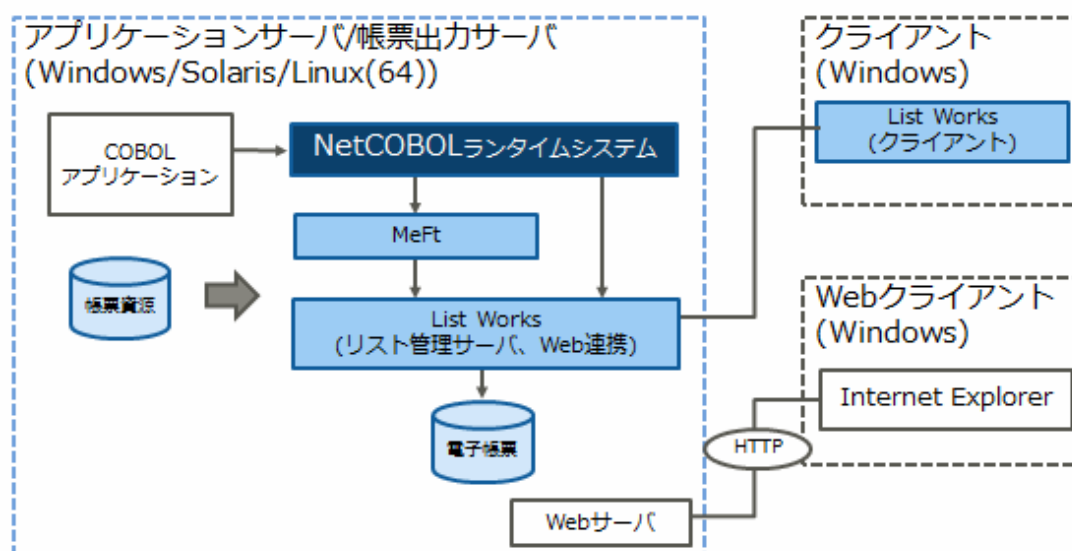 アプリケーションサーバ/帳票出力サーバ
(Windows/Solaris/Linux(64))
COBOL
アプリケーション
NetCOBOLランタイムシステム
MeFt
帳票資源
List Works
(リスト管理サーバ、Web連携)
電子帳票
Webサーバ
HTTP
クライアント
(Windows)
List Works
(クライアント)
Webクライアント
(Windows)
Internet Explorer